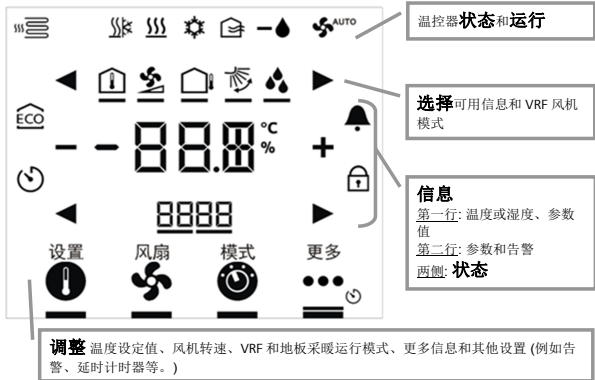 AUTO
温控器状态和运行
选择可用信息和 VRF 风机
模式
ECO
88.8 °C
%
8888
信息
第一行: 温度或湿度、参数
值
第二行: 参数和告警
两侧: 状态
设置 风扇 模式 更多
调整 温度设定值、风机转速、VRF 和地板采暖运行模式、更多信息和其他设置 (例如告
警、延时计时器等。)